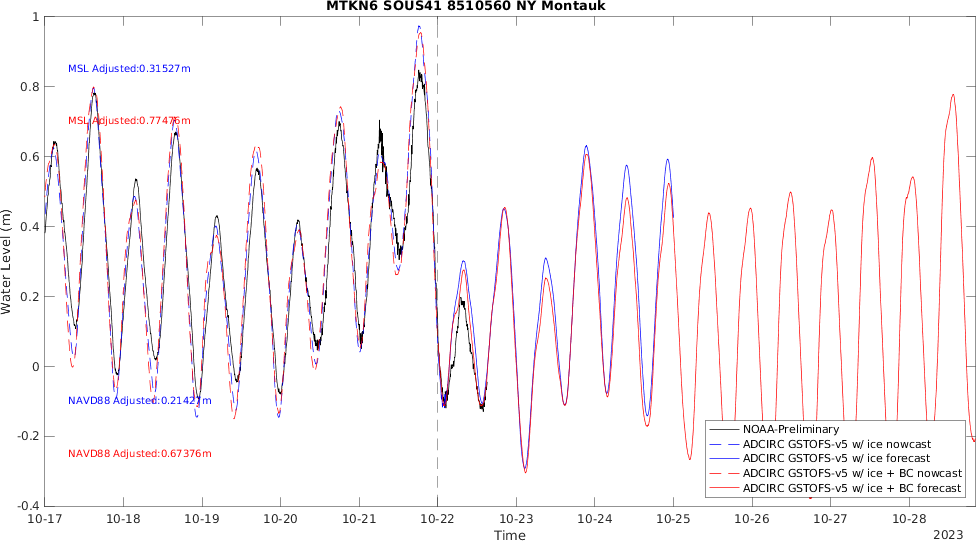 MTKN6 SOUS41 8510560 NY Montauk
1
MSL Adjusted:0.31527m
0.8
MSL Adjusted:0.77476m
0.6
Water Level (m)
0.4
0.2
0
NAVD88 Adjusted:0.21427m
-0.2
NAVD88 Adjusted:0.67376m
-0.4
NOAA-Preliminary
ADCIRC GSTOFS-v5 w/ ice nowcast
ADCIRC GSTOFS-v5 w/ ice forecast
ADCIRC GSTOFS-v5 w/ ice + BC nowcast
ADCIRC GSTOFS-v5 w/ ice + BC forecast
10-17 10-18 10-19 10-20 10-21 10-22 10-23 10-24 10-25 10-26 10-27 10-28
Time
2023